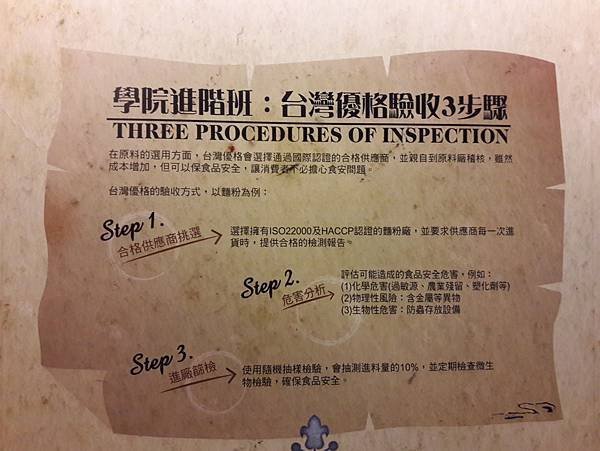 學院進階班：台灣優格驗收3步驟
THREE PROCEDURES OF INSPECTION
在原料的選用方面，台灣優格會選擇通過國際認證的合格供應商，並親自到原料廠稽核，雖然
成本增加，但可以保食品安全，讓消費者不必擔心食安問題。
台灣優格的驗收方式，以麵粉為例：
Step 1.
合格供應商挑選
選擇擁有ISO22000及HACCP認證的麵粉廠，並要求供應商每一次進
貨時，提供合格的檢測報告。
Step 2.
危害分析
評估可能造成的食品安全危害，例如：
(1)化學危害(過敏源、農業殘留、塑化劑等)
(2)物理性風險：含金屬等異物
(3)生物性危害：防蟲存放設備
Step 3.
進廠篩檢
使用隨機抽樣檢驗，會抽測進料量的10%，並定期檢查微生
物檢驗，確保食品安全。